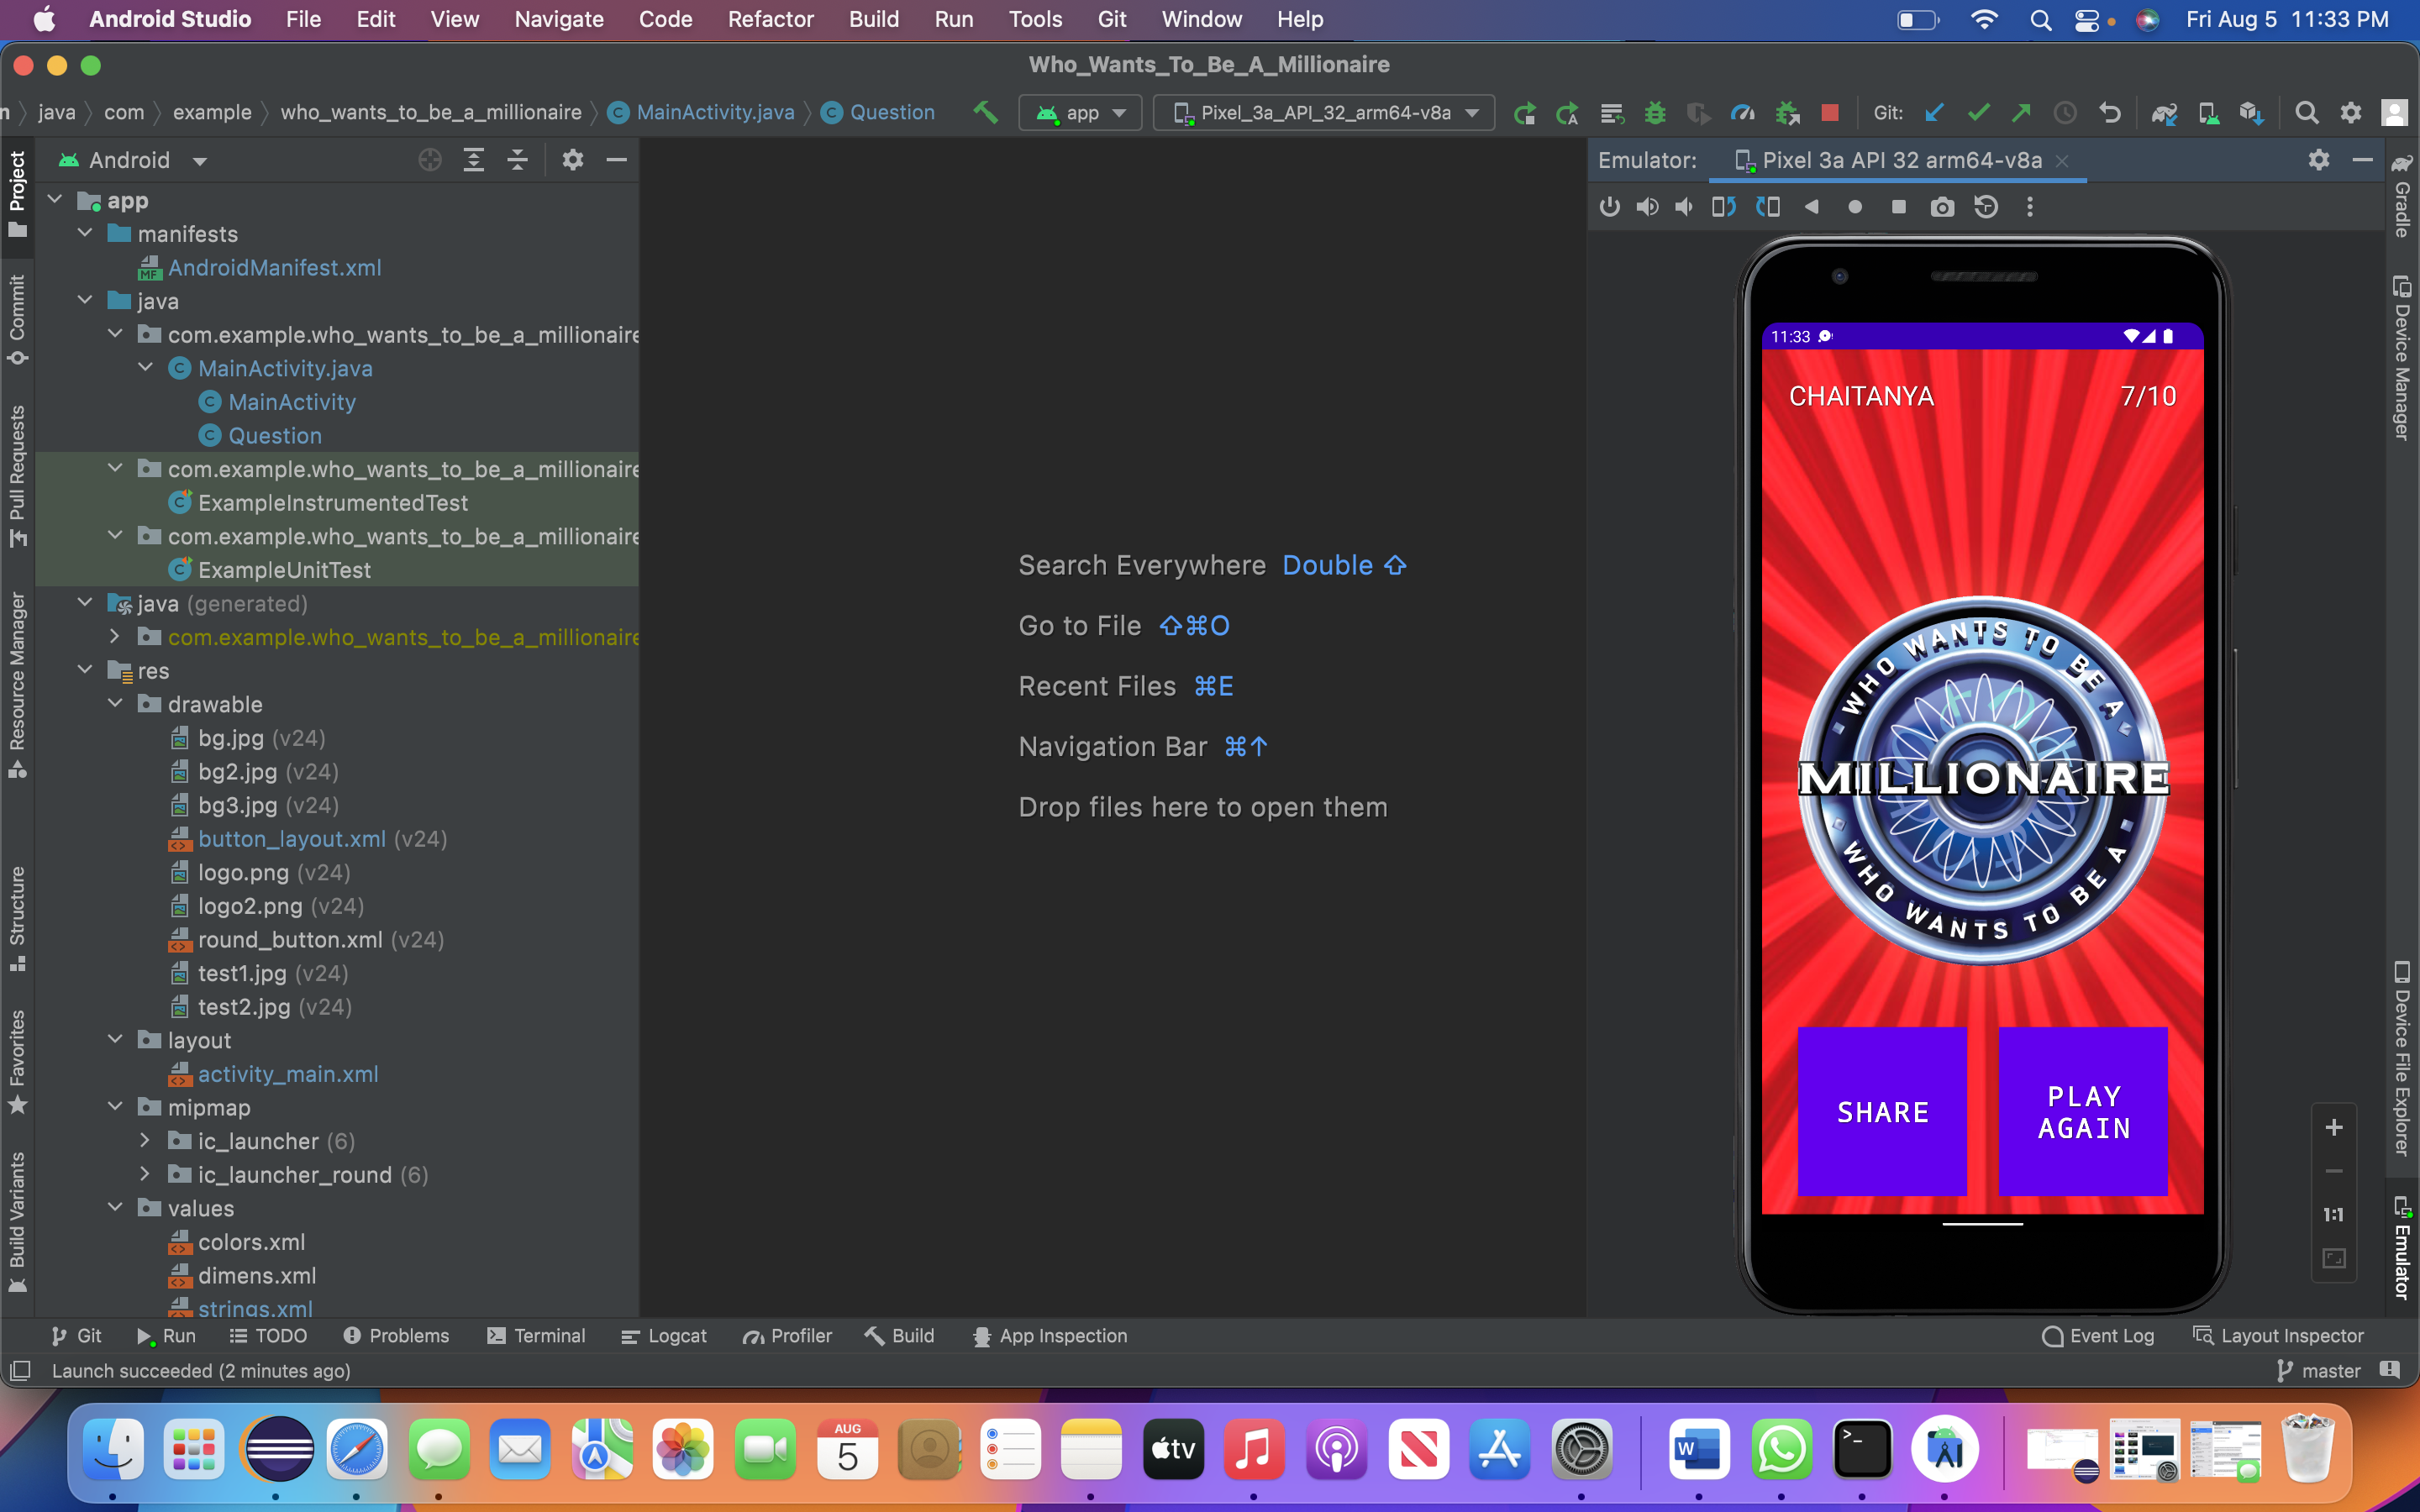 Android Studio File Edit View Navigate Code Refactor Build Run Tools Git Window Help Fri Aug 5 11:33 PM
Who_Wants_To_Be_A_Millionaire
java com example who_wants_to_be_a_millionaire MainActivity.java Question app Pixel_3a_API_32_arm64-v8a Git:
Android
Emulator: Pixel 3a API 32 arm64-v8a
Project
Commit
Pull Requests
Resource Manager
Structure
Favorites
Build Variants
app
manifests
AndroidManifest.xml
java
com.example.who_wants_to_be_a_millionaire
MainActivity.java
MainActivity
Question
com.example.who_wants_to_be_a_millionaire
ExampleInstrumentedTest
com.example.who_wants_to_be_a_millionaire
ExampleUnitTest
java (generated)
com.example.who_wants_to_be_a_millionaire
res
drawable
bg.jpg (v24)
bg2.jpg (v24)
bg3.jpg (v24)
button_layout.xml (v24)
logo.png (v24)
logo2.png (v24)
round_button.xml (v24)
test1.jpg (v24)
test2.jpg (v24)
layout
activity_main.xml
mipmap
ic_launcher (6)
ic_launcher_round (6)
values
colors.xml
dimens.xml
strings.xml
Search Everywhere Double ⇧
Go to File ⇧⌘O
Recent Files ⌘E
Navigation Bar ⌘↑
Drop files here to open them
11:33
CHAITANYA 7/10
WHO WANTS TO BE A
MILLIONAIRE
WHO WANTS TO BE A
SHARE
PLAY
AGAIN
1:1
Gradle
Device Manager
Device File Explorer
Emulator
Git Run TODO Problems Terminal Logcat Profiler Build App Inspection Event Log Layout Inspector
Launch succeeded (2 minutes ago) master
AUG
5
tv
W